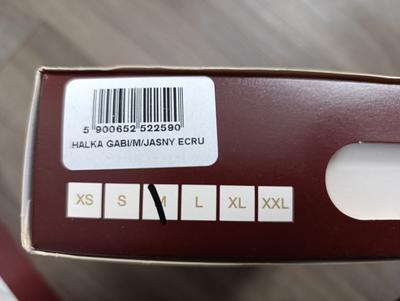 5 900652 522590
HALKA GABI/M/JASNY ECRU
XS S M L XL XXL